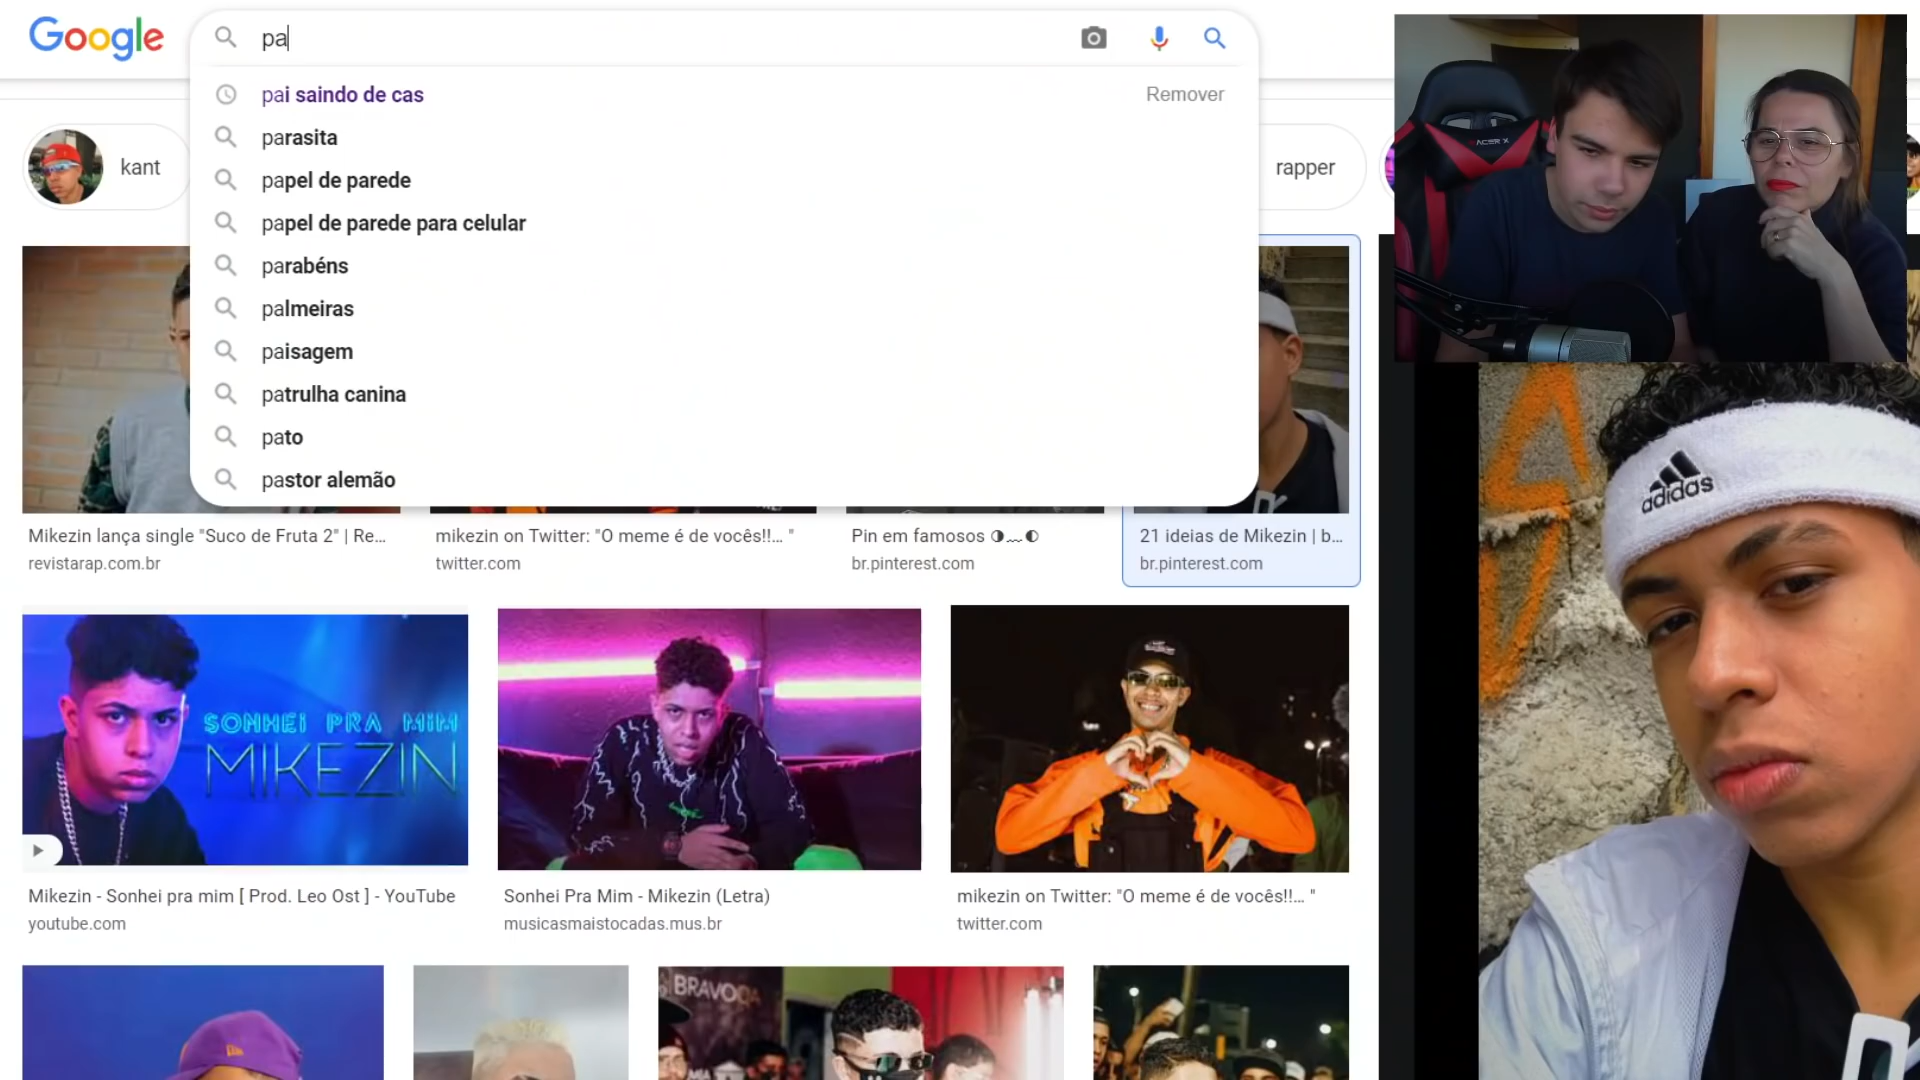 Google
pa
pai saindo de cas
Remover
parasita
papel de parede
papel de parede para celular
parabéns
palmeiras
paisagem
patrulha canina
pato
pastor alemão
kant
rapper
ACER X
adidas
Mikezin lança single "Suco de Fruta 2" | Re...
revistarap.com.br
mikezin on Twitter: "O meme é de vocês!!... "
twitter.com
Pin em famosos ◑﹏◐
br.pinterest.com
21 ideias de Mikezin | b...
br.pinterest.com
SONHEI PRA MIM
MIKEZIN
Mikezin - Sonhei pra mim [ Prod. Leo Ost ] - YouTube
youtube.com
Sonhei Pra Mim - Mikezin (Letra)
musicasmaistocadas.mus.br
mikezin on Twitter: "O meme é de vocês!!... "
twitter.com
BRAVOOA